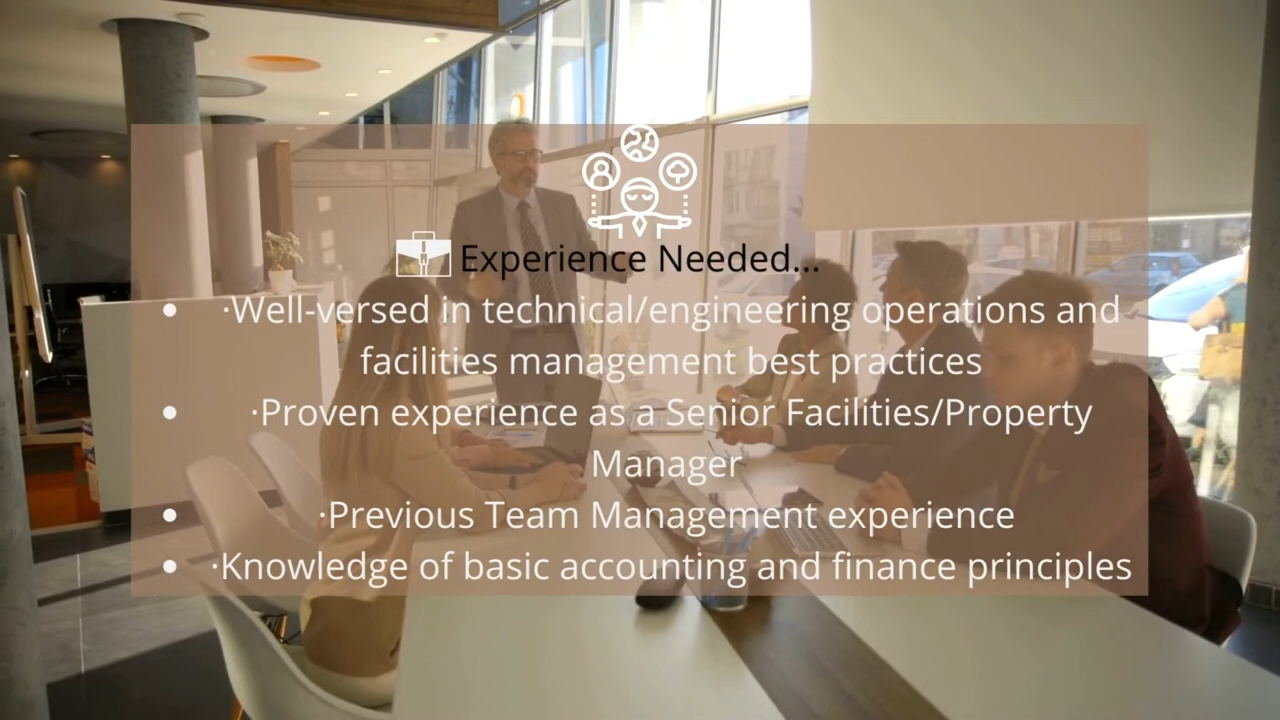 Experience Needed...
• ·Well-versed in technical/engineering operations and
facilities management best practices
• ·Proven experience as a Senior Facilities/Property
Manager
• ·Previous Team Management experience
• ·Knowledge of basic accounting and finance principles